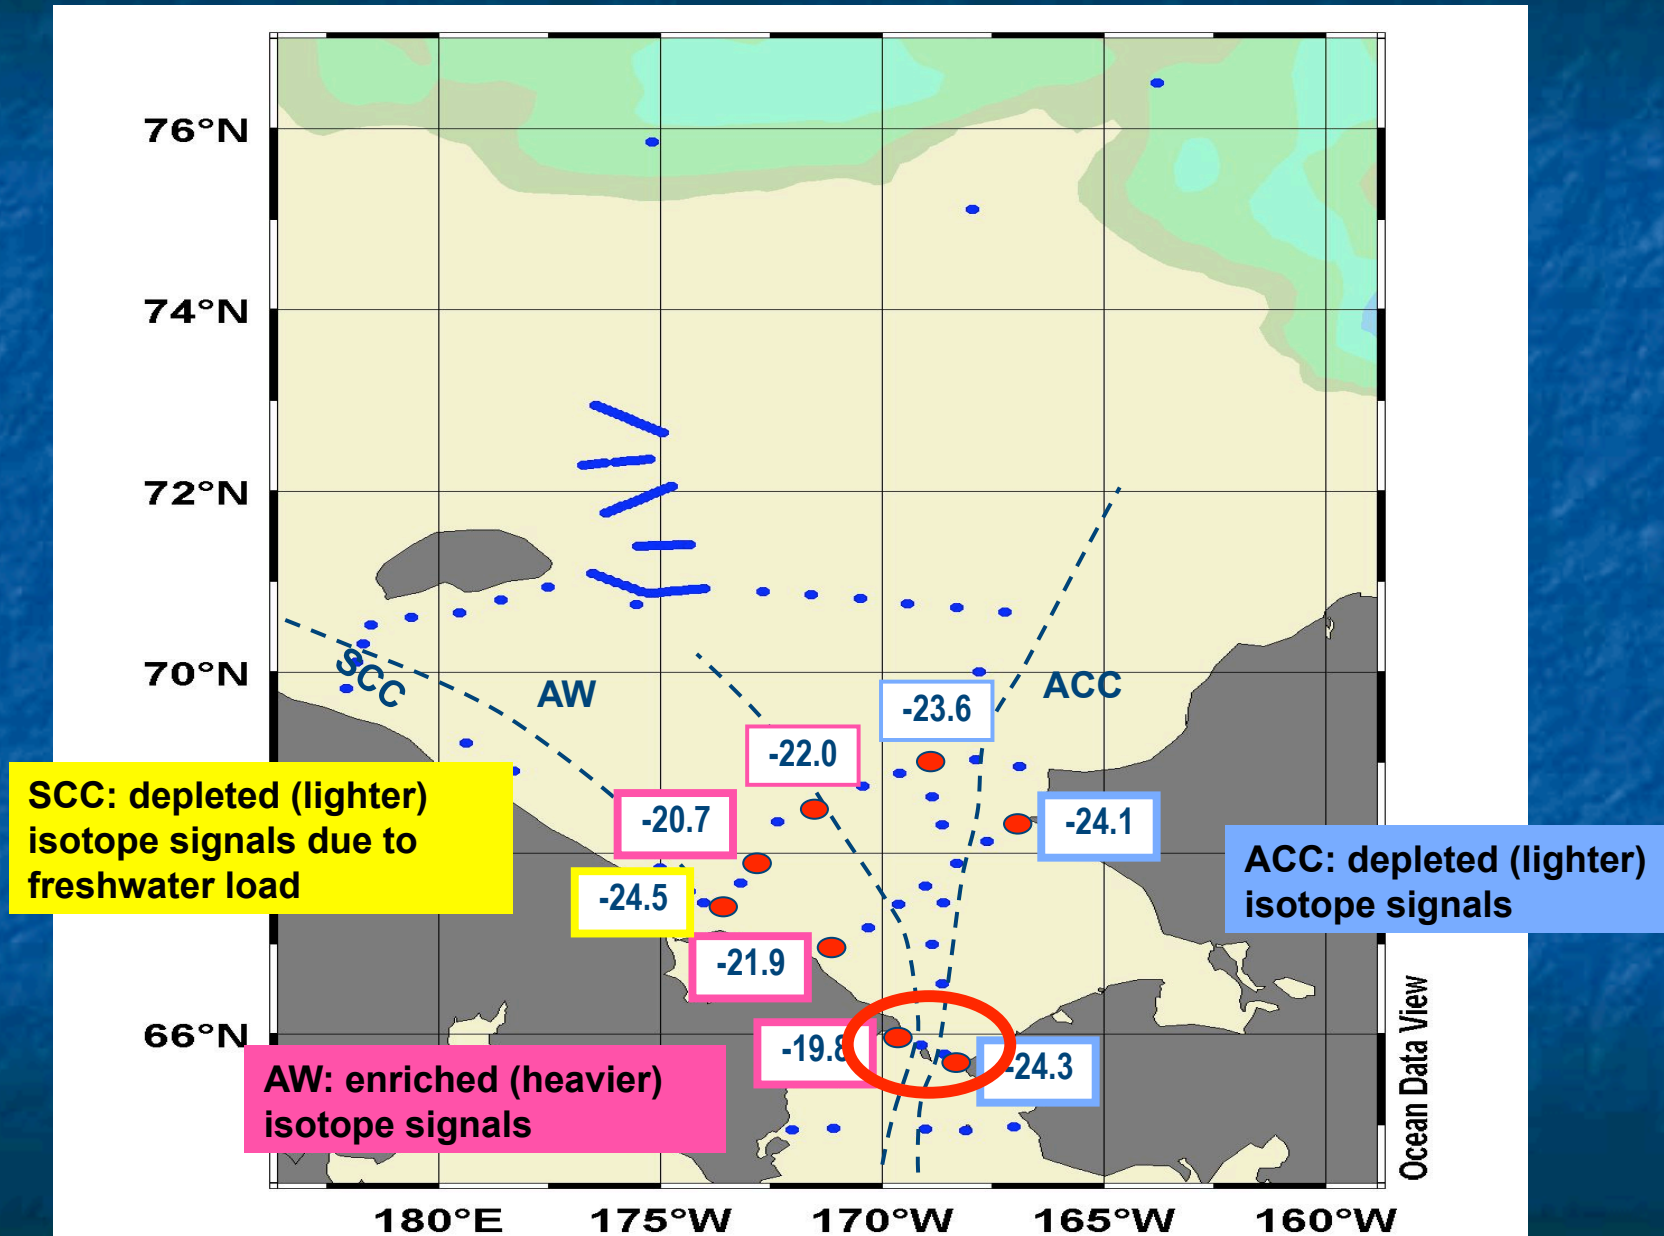 76°N
74°N
72°N
70°N
SCC
AW
ACC
-23.6
-22.0
-20.7
-24.1
SCC: depleted (lighter)
isotope signals due to
freshwater load
-24.5
ACC: depleted (lighter)
isotope signals
-21.9
66°N
-19.8
-24.3
AW: enriched (heavier)
isotope signals
Ocean Data View
180°E
175°W
170°W
165°W
160°W